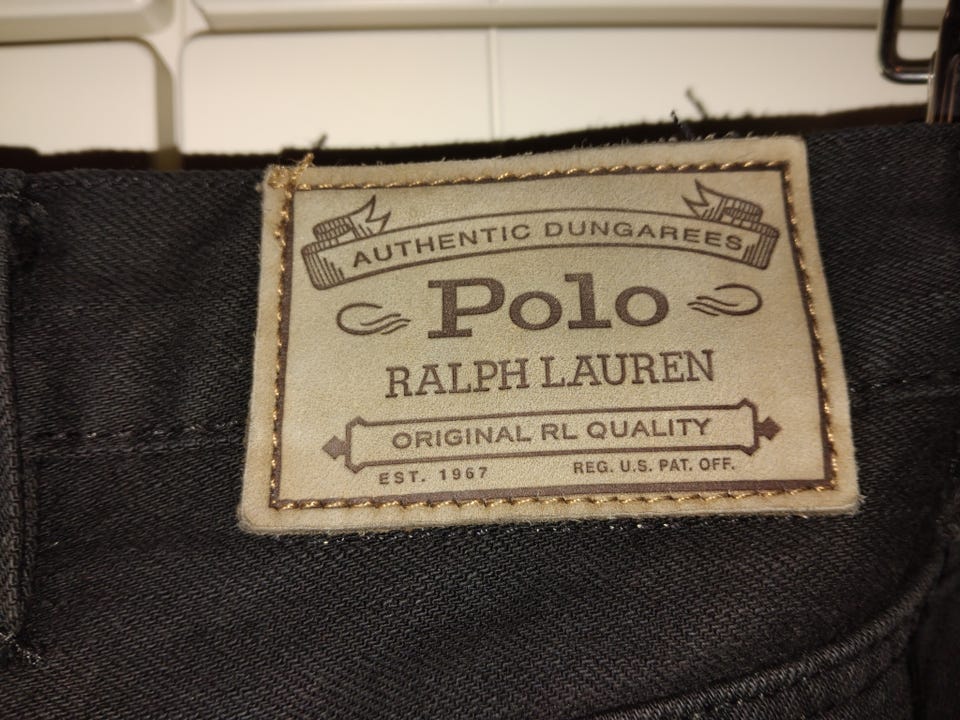 AUTHENTIC DUNGAREES
Polo
RALPH LAUREN
ORIGINAL RL QUALITY
EST. 1967 REG. U.S. PAT. OFF.